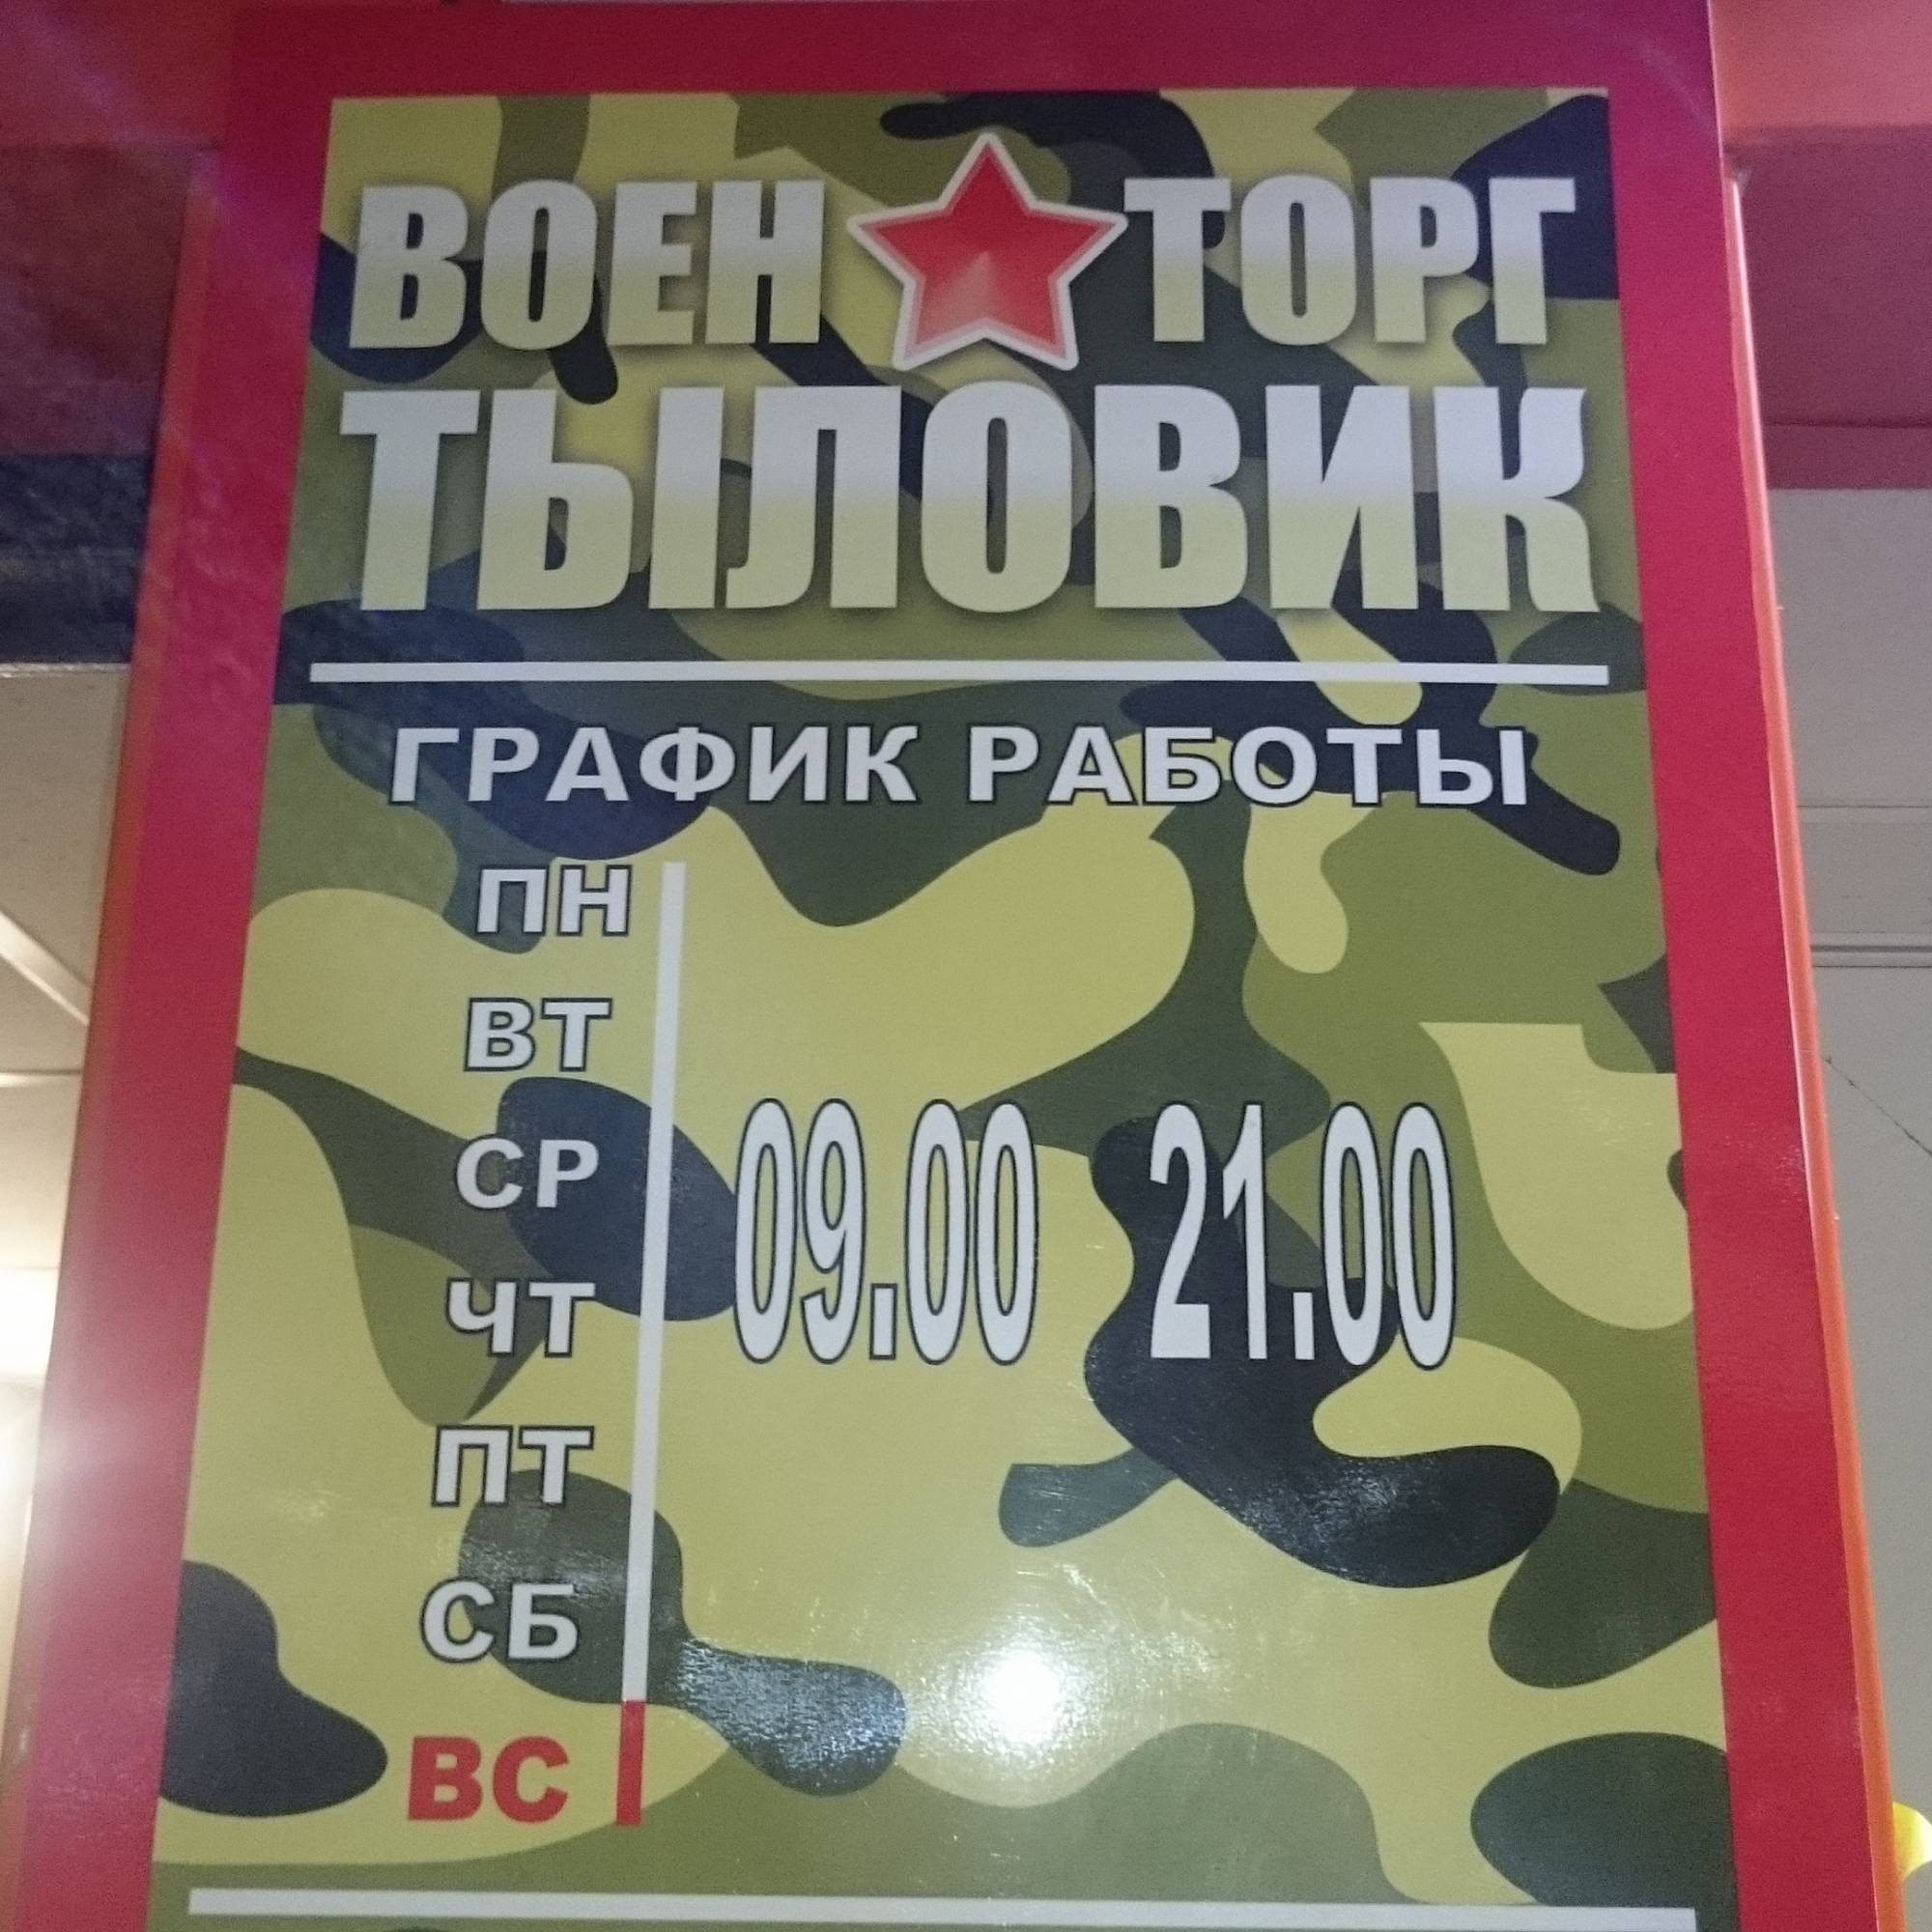 ВОЕН ТОРГ
ТЫЛОВИК
ГРАФИК РАБОТЫ
ПН
ВТ
СР
09.00 21.00
ЧТ
ПТ
СБ
ВС